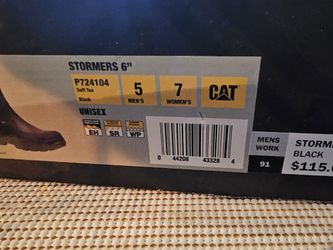 STORMERS 6"
P724104
Soft Toe
Black
5
MEN'S
7
WOMEN'S
CAT
UNISEX
EH
SR
WP
0 44208 43328 4
MENS
WORK
91
STORM
BLACK
$115.